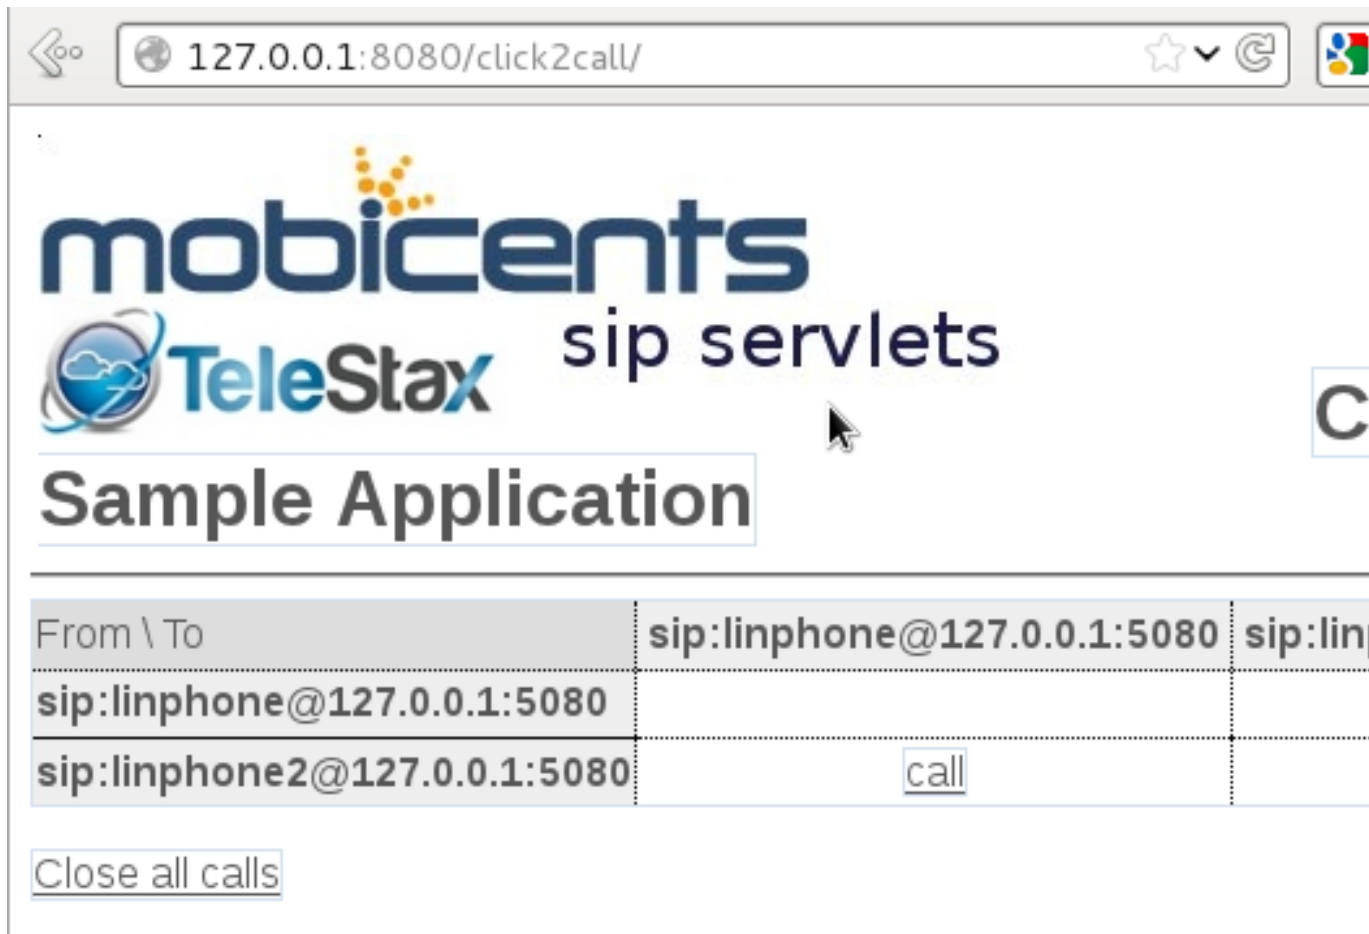 127.0.0.1:8080/click2call/
mobicents
TeleStax
sip servlets
C
Sample Application
From \ To
sip:linphone@127.0.0.1:5080
sip:lin
sip:linphone@127.0.0.1:5080
sip:linphone2@127.0.0.1:5080
call
Close all calls